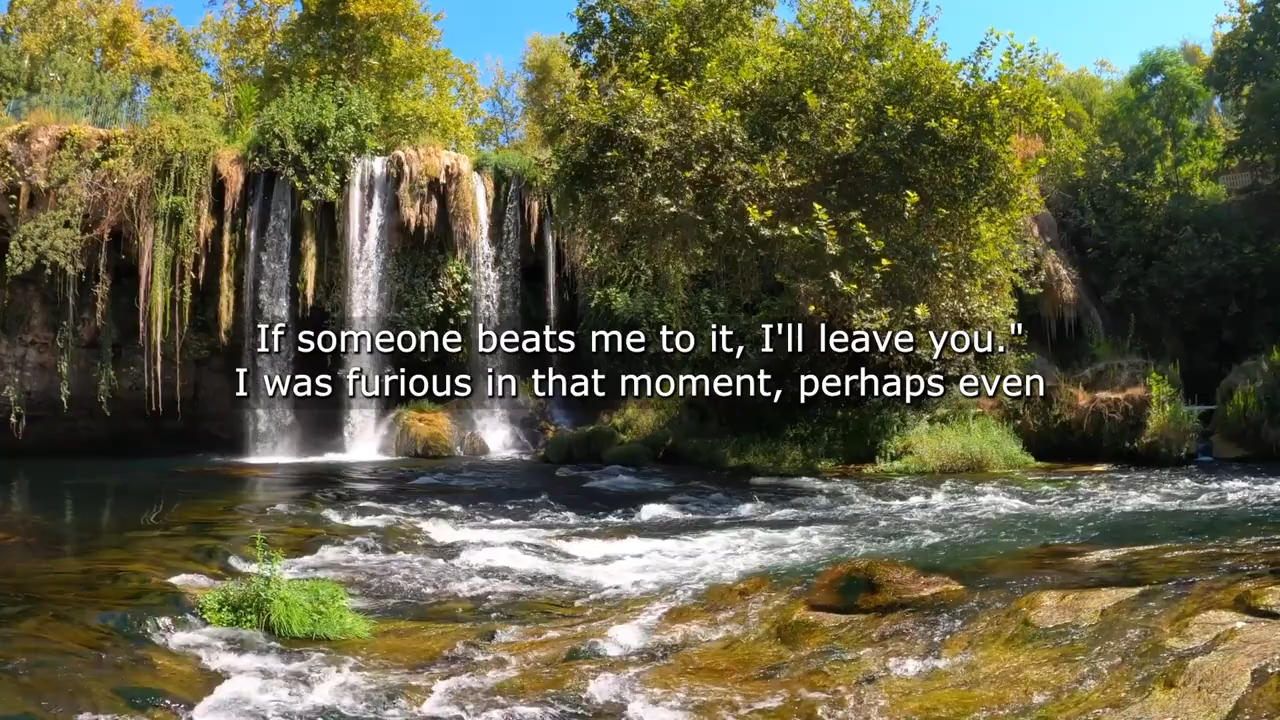 If someone beats me to it, I'll leave you."
I was furious in that moment, perhaps even